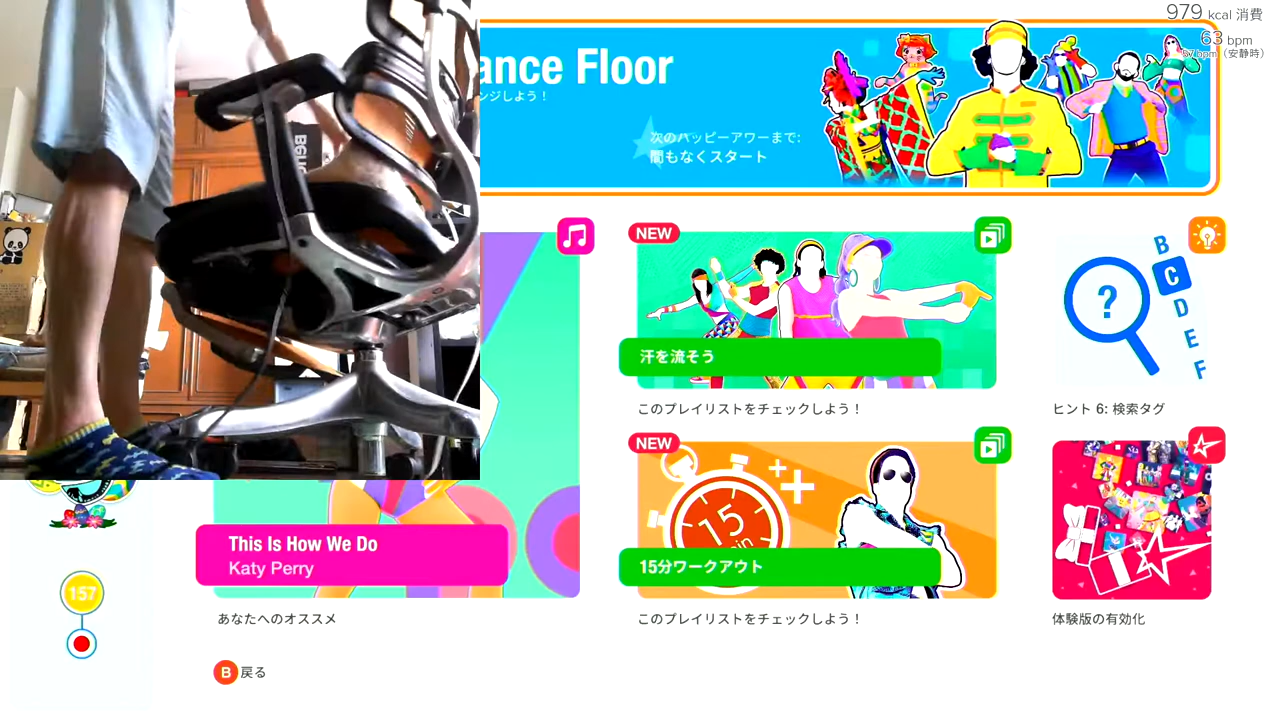 979 kcal 消費
63 bpm
57 bpm (安静時)
ance Floor
ンジしよう！
次のハッピーアワーまで:
間もなくスタート
NEW
汗を流そう
このプレイリストをチェックしよう！
?
B
C
D
E
F
ヒント 6: 検索タグ
NEW
15
min
15分ワークアウト
このプレイリストをチェックしよう！
体験版の有効化
This Is How We Do
Katy Perry
あなたへのオススメ
157
B 戻る